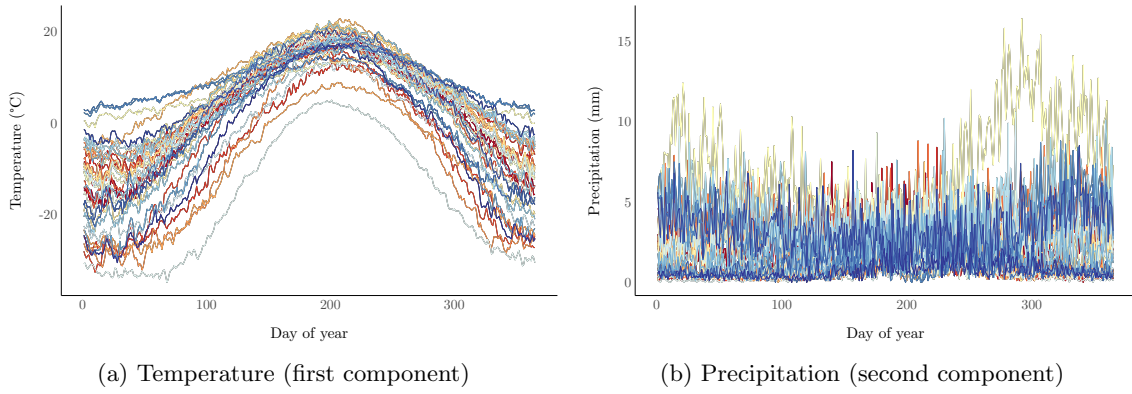 20
0
-20
Temperature (°C)
0
100
200
300
Day of year
(a) Temperature (first component)
15
10
5
0
Precipitation (mm)
0
100
200
300
Day of year
(b) Precipitation (second component)